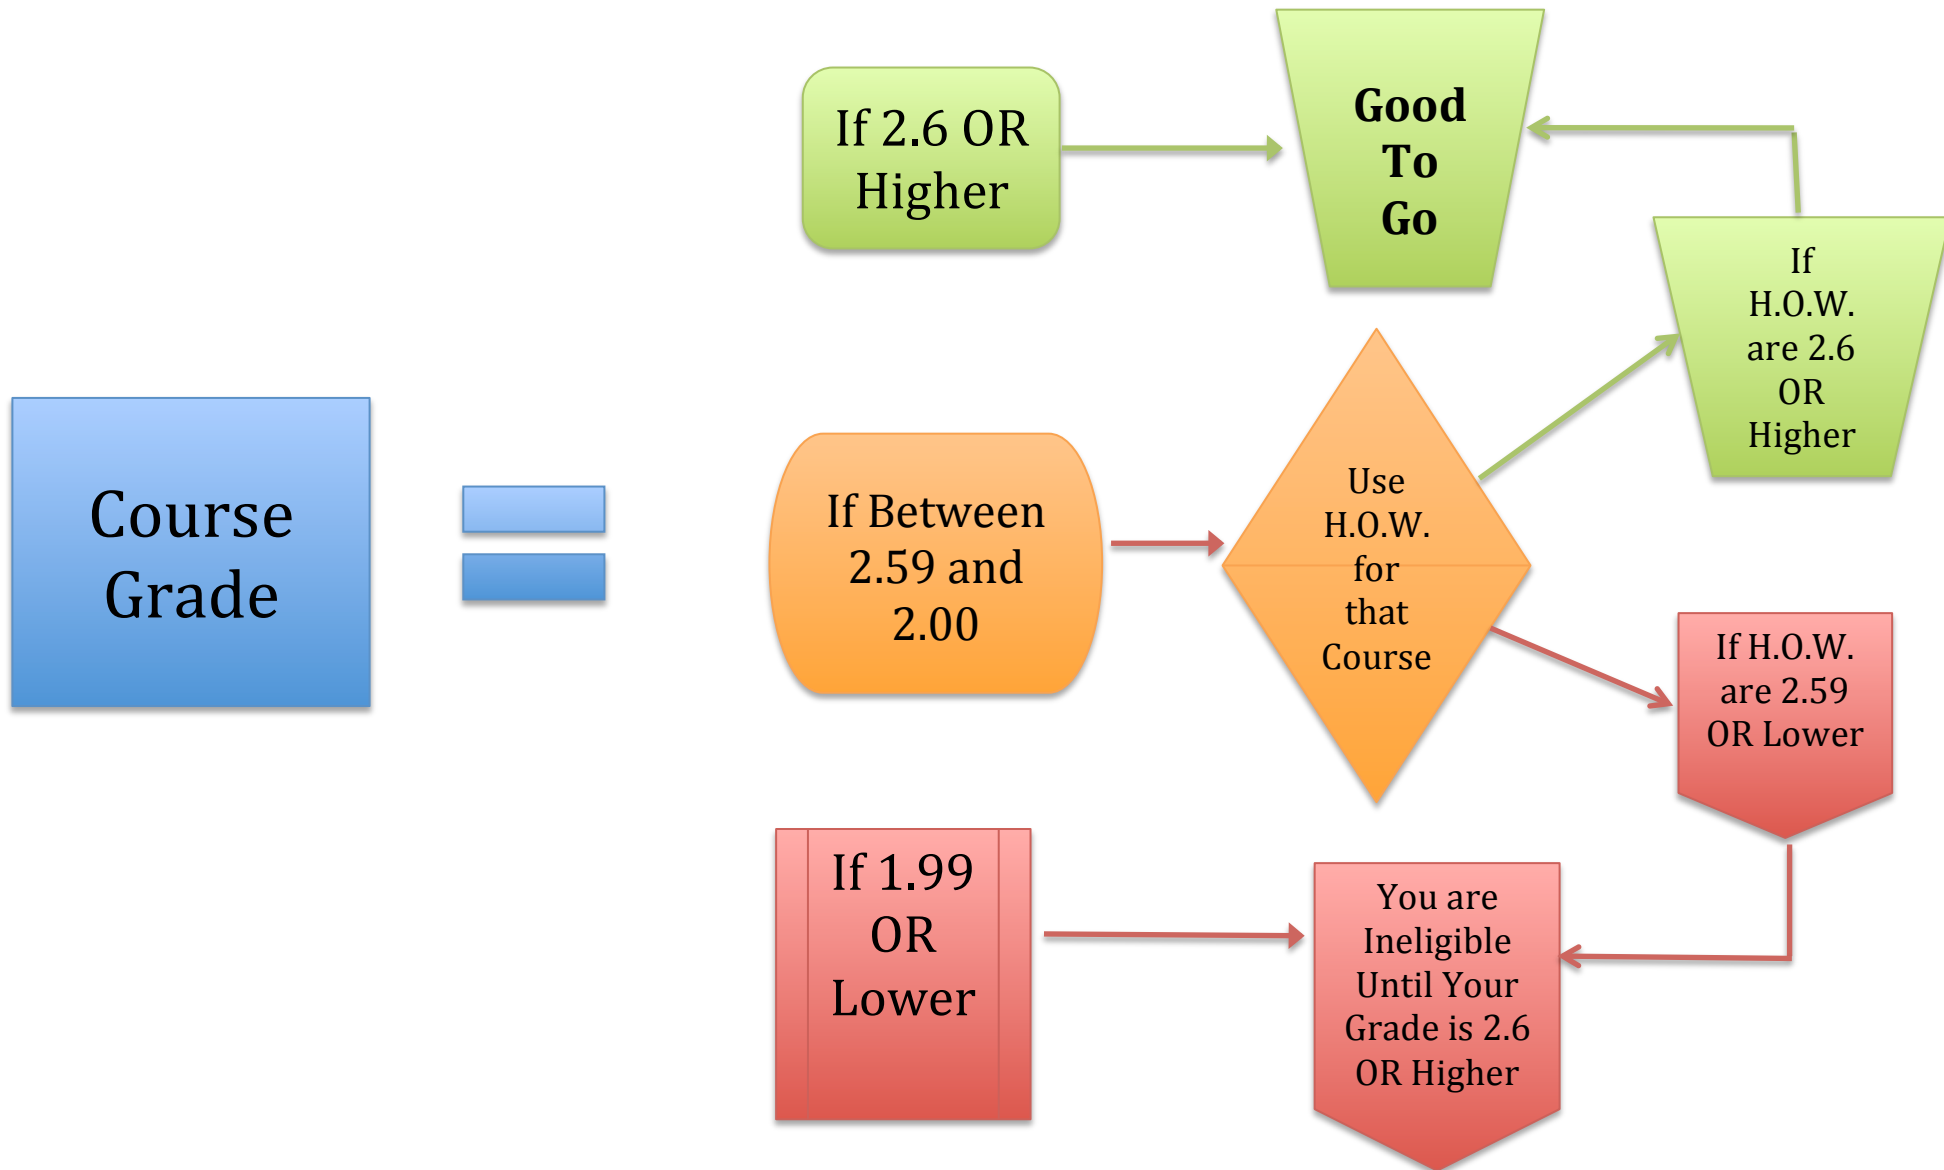 Course
Grade
If 2.6 OR
Higher
Good
To
Go
If
H.O.W.
are 2.6
OR
Higher
If Between
2.59 and
2.00
Use
H.O.W.
for
that
Course
If H.O.W.
are 2.59
OR Lower
If 1.99
OR
Lower
You are
Ineligible
Until Your
Grade is 2.6
OR Higher